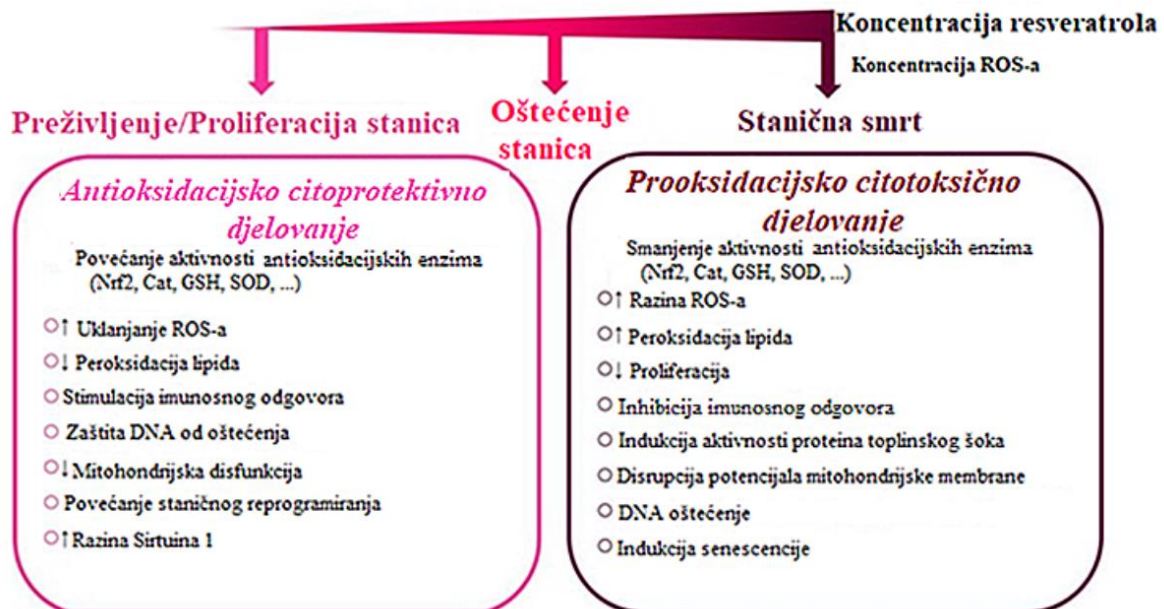 Koncentracija resveratrola
Koncentracija ROS-a
Preživljenje/Proliferacija stanica
Oštećenje
stanica
Stanična smrt
Antioksidacijsko citoprotektivno
djelovanje
Povećanje aktivnosti antioksidacijskih enzima
(Nrf2, Cat, GSH, SOD, ...)
↑ Uklanjanje ROS-a
↓ Peroksidacija lipida
Stimulacija imunosnog odgovora
Zaštita DNA od oštećenja
↓ Mitohondrijska disfunkcija
Povećanje staničnog reprogramiranja
↑ Razina Sirtuina 1
Prooksidacijsko citotoksično
djelovanje
Smanjenje aktivnosti antioksidacijskih enzima
(Nrf2, Cat, GSH, SOD, ...)
↑ Razina ROS-a
↑ Peroksidacija lipida
↓ Proliferacija
Inhibicija imunosnog odgovora
Indukcija aktivnosti proteina toplinskog šoka
Disrupcija potencijala mitohondrijske membrane
DNA oštećenje
Indukcija senescencije